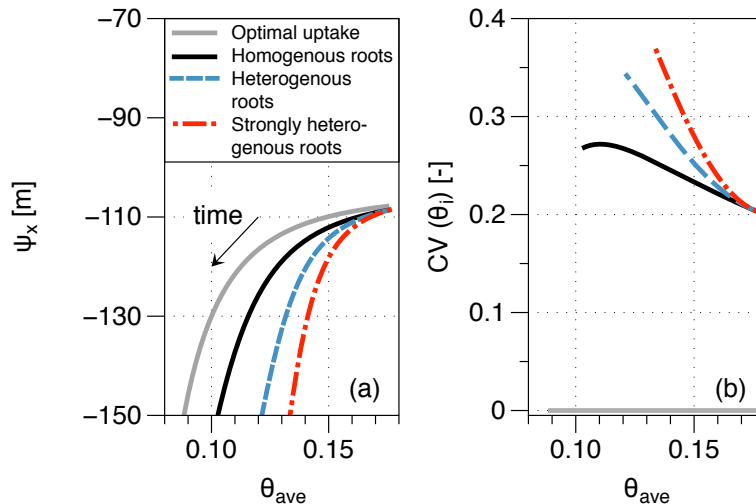 −70
−90
−110
−130
−150
ψx [m]
Optimal uptake
Homogenous roots
Heterogenous
roots
Strongly hetero-
genous roots
time
(a)
0.10
0.15
θave
0.4
0.3
0.2
0.1
0
CV (θi) [-]
(b)
0.10
0.15
θave